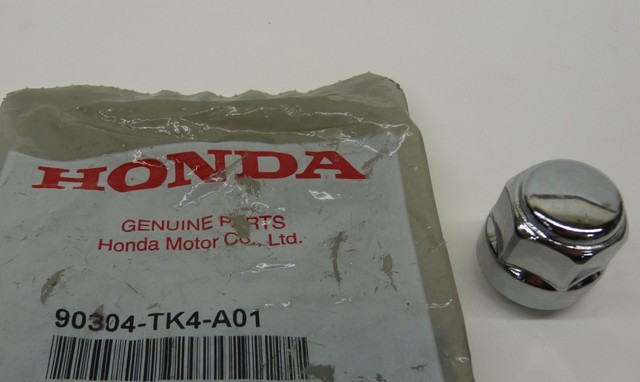 HONDA
GENUINE PARTS
Honda Motor Co., Ltd.
90304-TK4-A01